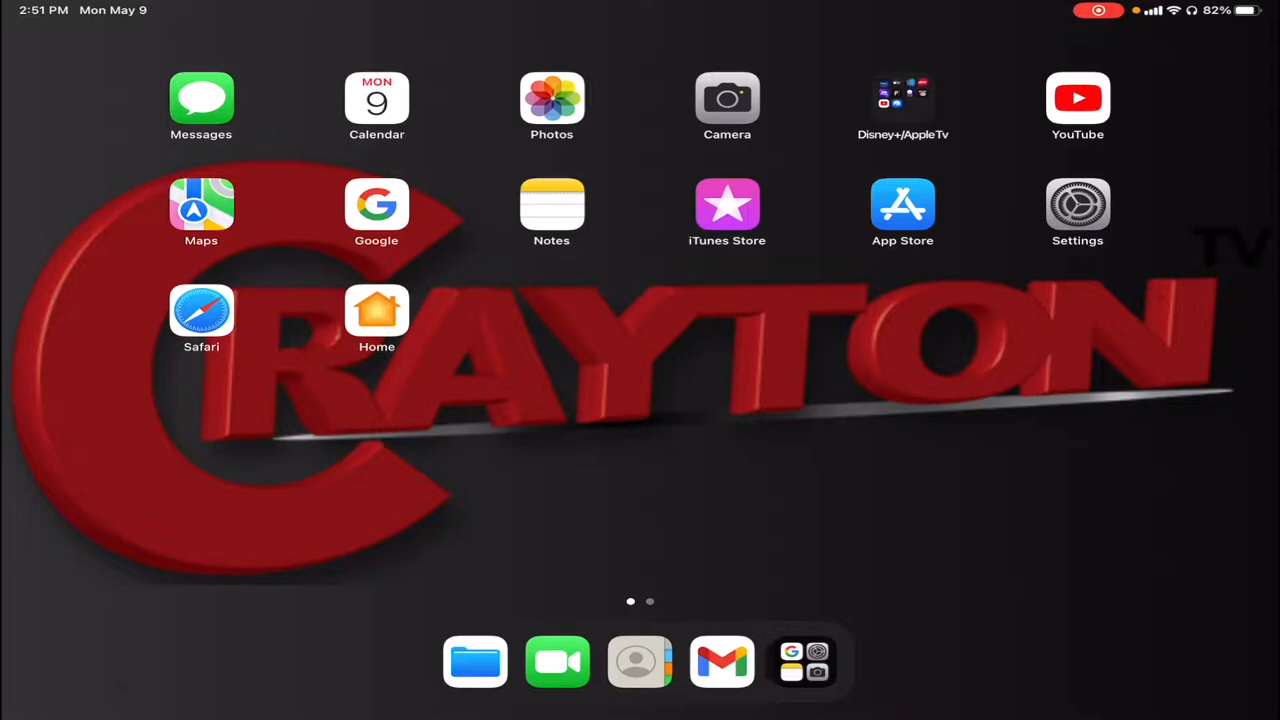 2:51 PM Mon May 9
82%
MON
9
Messages
Calendar
Photos
Camera
Disney+/AppleTv
YouTube
Maps
Google
Notes
iTunes Store
App Store
Settings
TV
CRAYTON
Safari
Home